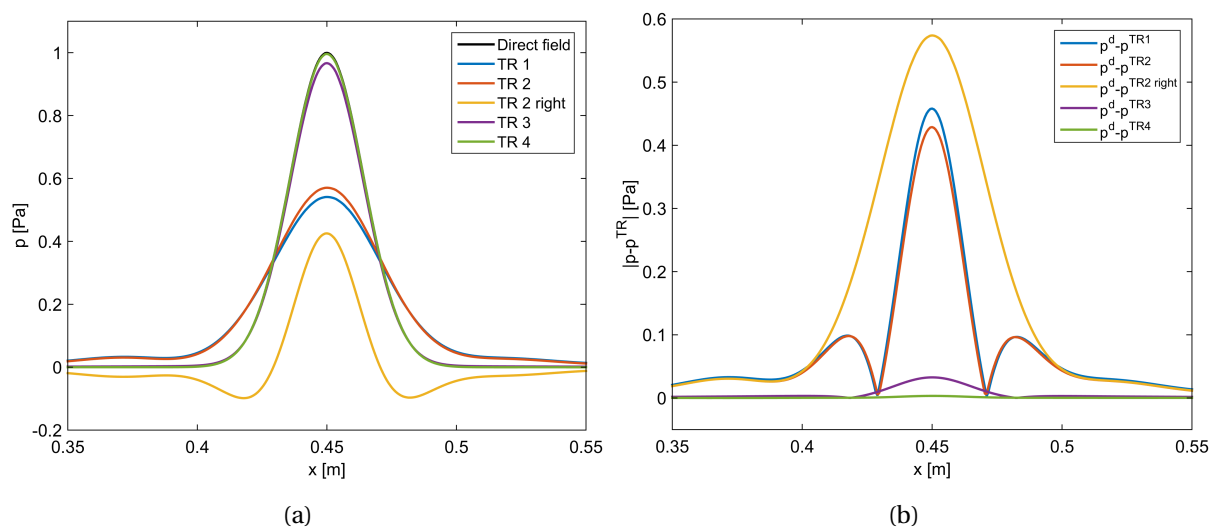 Direct field
TR 1
TR 2
TR 2 right
TR 3
TR 4
1
0.8
0.6
0.4
0.2
0
-0.2
p [Pa]
0.35
0.4
0.45
0.5
0.55
x [m]
(a)
p^d-p^TR1
p^d-p^TR2
p^d-p^TR2 right
p^d-p^TR3
p^d-p^TR4
0.6
0.5
0.4
0.3
0.2
0.1
0
|p-p^TR| [Pa]
0.35
0.4
0.45
0.5
0.55
x [m]
(b)